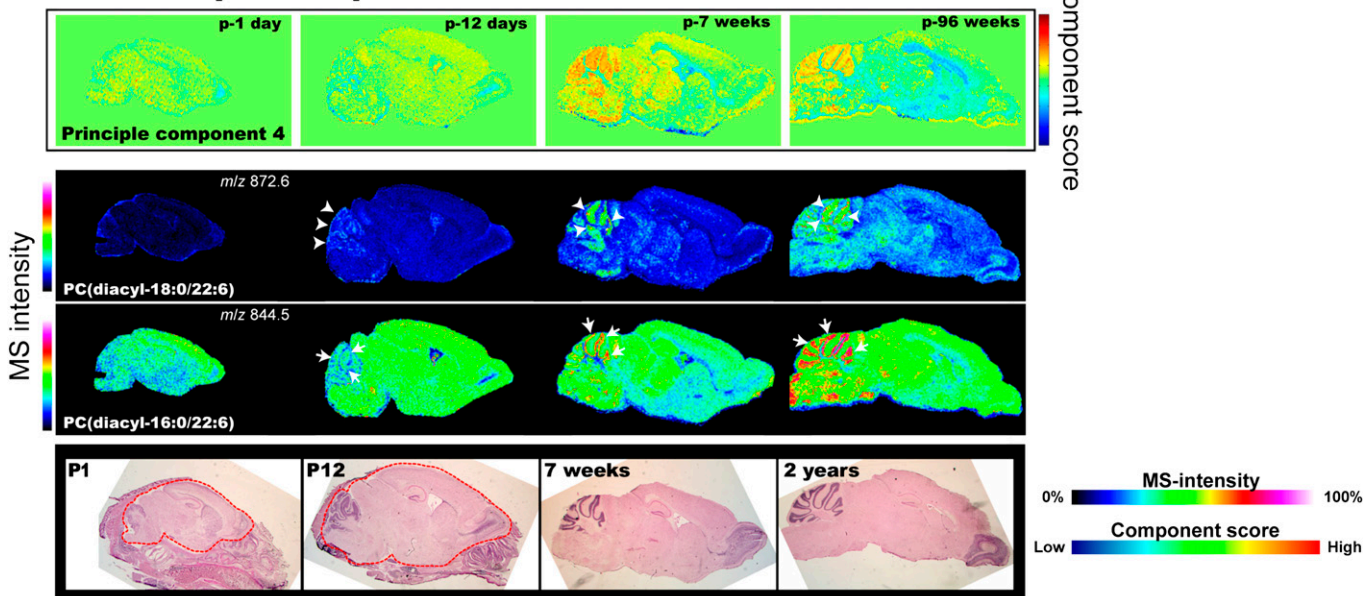 p-1 day
p-12 days
p-7 weeks
p-96 weeks
Principle component 4
omponent score
m/z 872.6
PC(diacyl-18:0/22:6)
MS intensity
m/z 844.5
PC(diacyl-16:0/22:6)
P1
P12
7 weeks
2 years
MS-intensity
0%
100%
Component score
Low
High